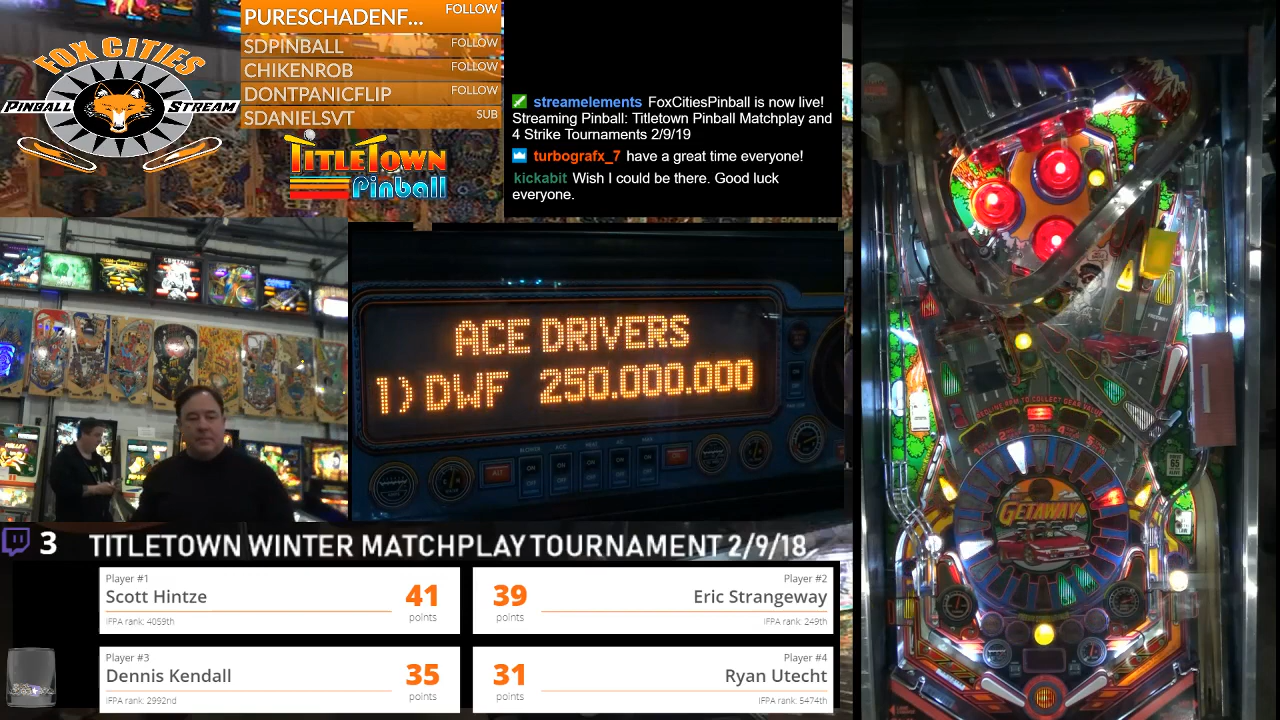 FOX CITIES
PINBALL STREAM
PURESCHADENF... FOLLOW
SDPINBALL FOLLOW
CHIKENROB FOLLOW
DONTPANICFLIP FOLLOW
SDANIELSVT SUB
TITLETOWN
Pinball
streamelements FoxCitiesPinball is now live!
Streaming Pinball: Titletown Pinball Matchplay and
4 Strike Tournaments 2/9/19
turbografx_7 have a great time everyone!
kickabit Wish I could be there. Good luck
everyone.
ACE DRIVERS
1) DWF 250.000.000
3 TITLETOWN WINTER MATCHPLAY TOURNAMENT 2/9/18
Player #1
Scott Hintze
IFPA rank: 4059th
41
points
39
points
Player #2
Eric Strangeway
IFPA rank: 249th
Player #3
Dennis Kendall
IFPA rank: 2992nd
35
points
31
points
Player #4
Ryan Utecht
IFPA rank: 5474th
GETAWAY